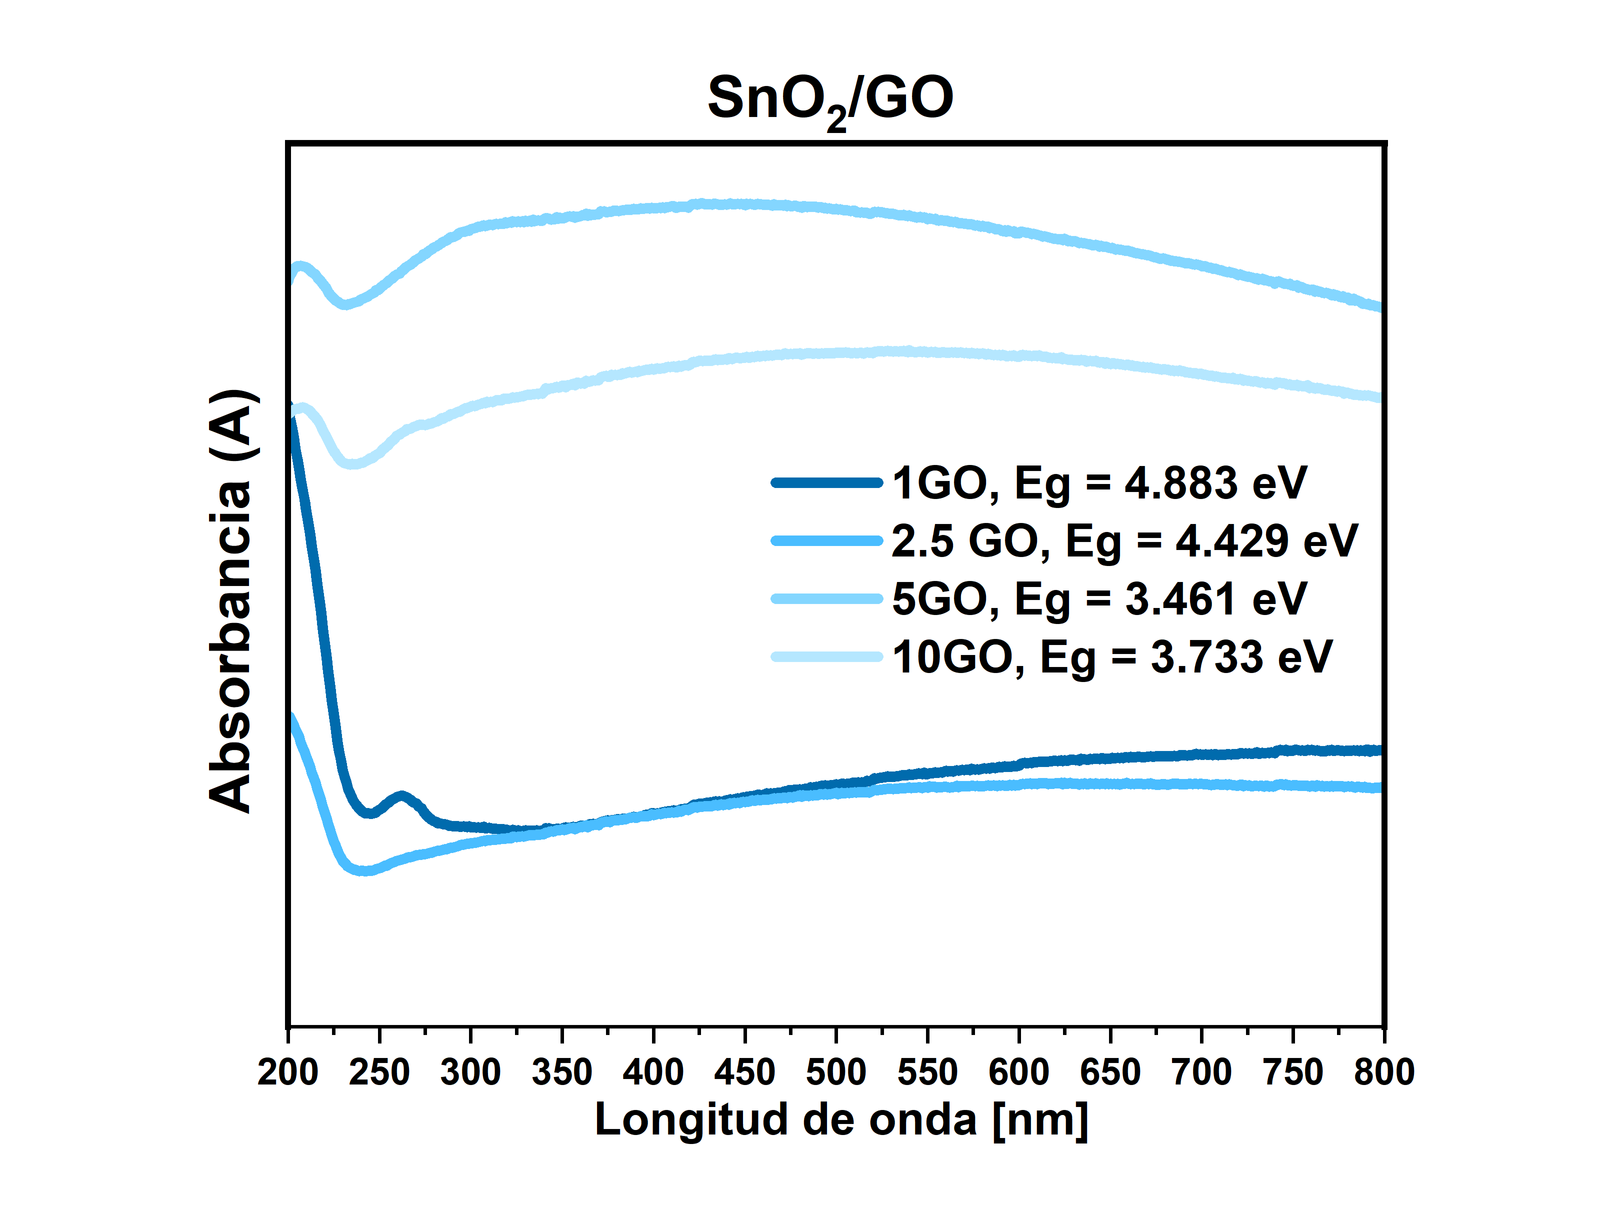 SnO₂/GO
Absorbancia (A)
1GO, Eg = 4.883 eV
2.5 GO, Eg = 4.429 eV
5GO, Eg = 3.461 eV
10GO, Eg = 3.733 eV
200 250 300 350 400 450 500 550 600 650 700 750 800
Longitud de onda [nm]